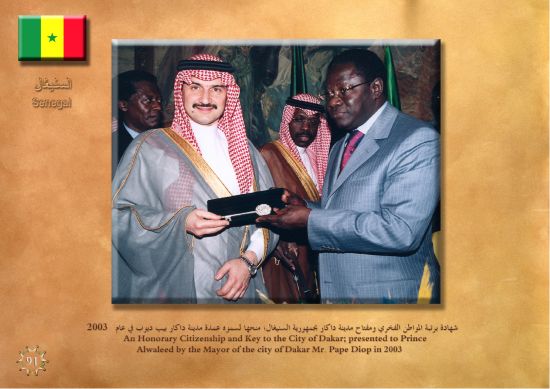 السنيغال
Senegal
شهادة برتبة المواطن الفخري ومفتاح مدينة داكار بجمهورية السنيغال؛ منحها لسموه عمدة مدينة داكار بيب ديوب في عام 2003
An Honorary Citizenship and Key to the City of Dakar; presented to Prince
Alwaleed by the Mayor of the city of Dakar Mr. Pape Diop in 2003
91